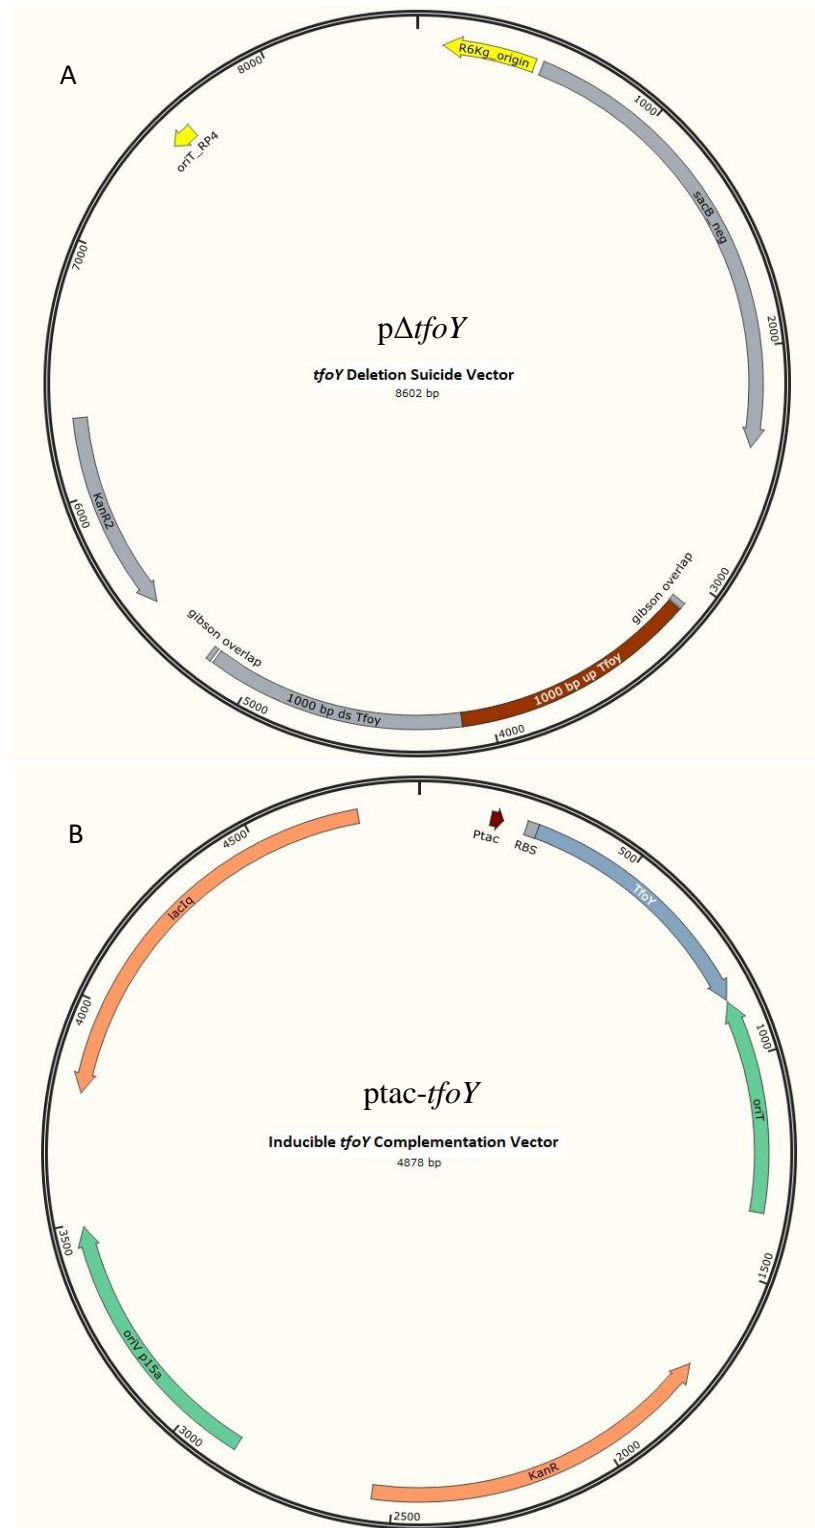 A
R6Kg_origin
8000
1000
oriT_RP4
sacB_neg
7000
2000
pΔtfoY
tfoY Deletion Suicide Vector
8602 bp
6000
KanR2
3000
gibson overlap
gibson overlap
1000 bp up Tfoy
1000 bp ds Tfoy
5000
4000
B
Ptac
RBS
4500
500
TfoY
lacIq
4000
1000
oriT
ptac-tfoY
Inducible tfoY Complementation Vector
4878 bp
3500
1500
oriV p15a
3000
2000
KanR
2500